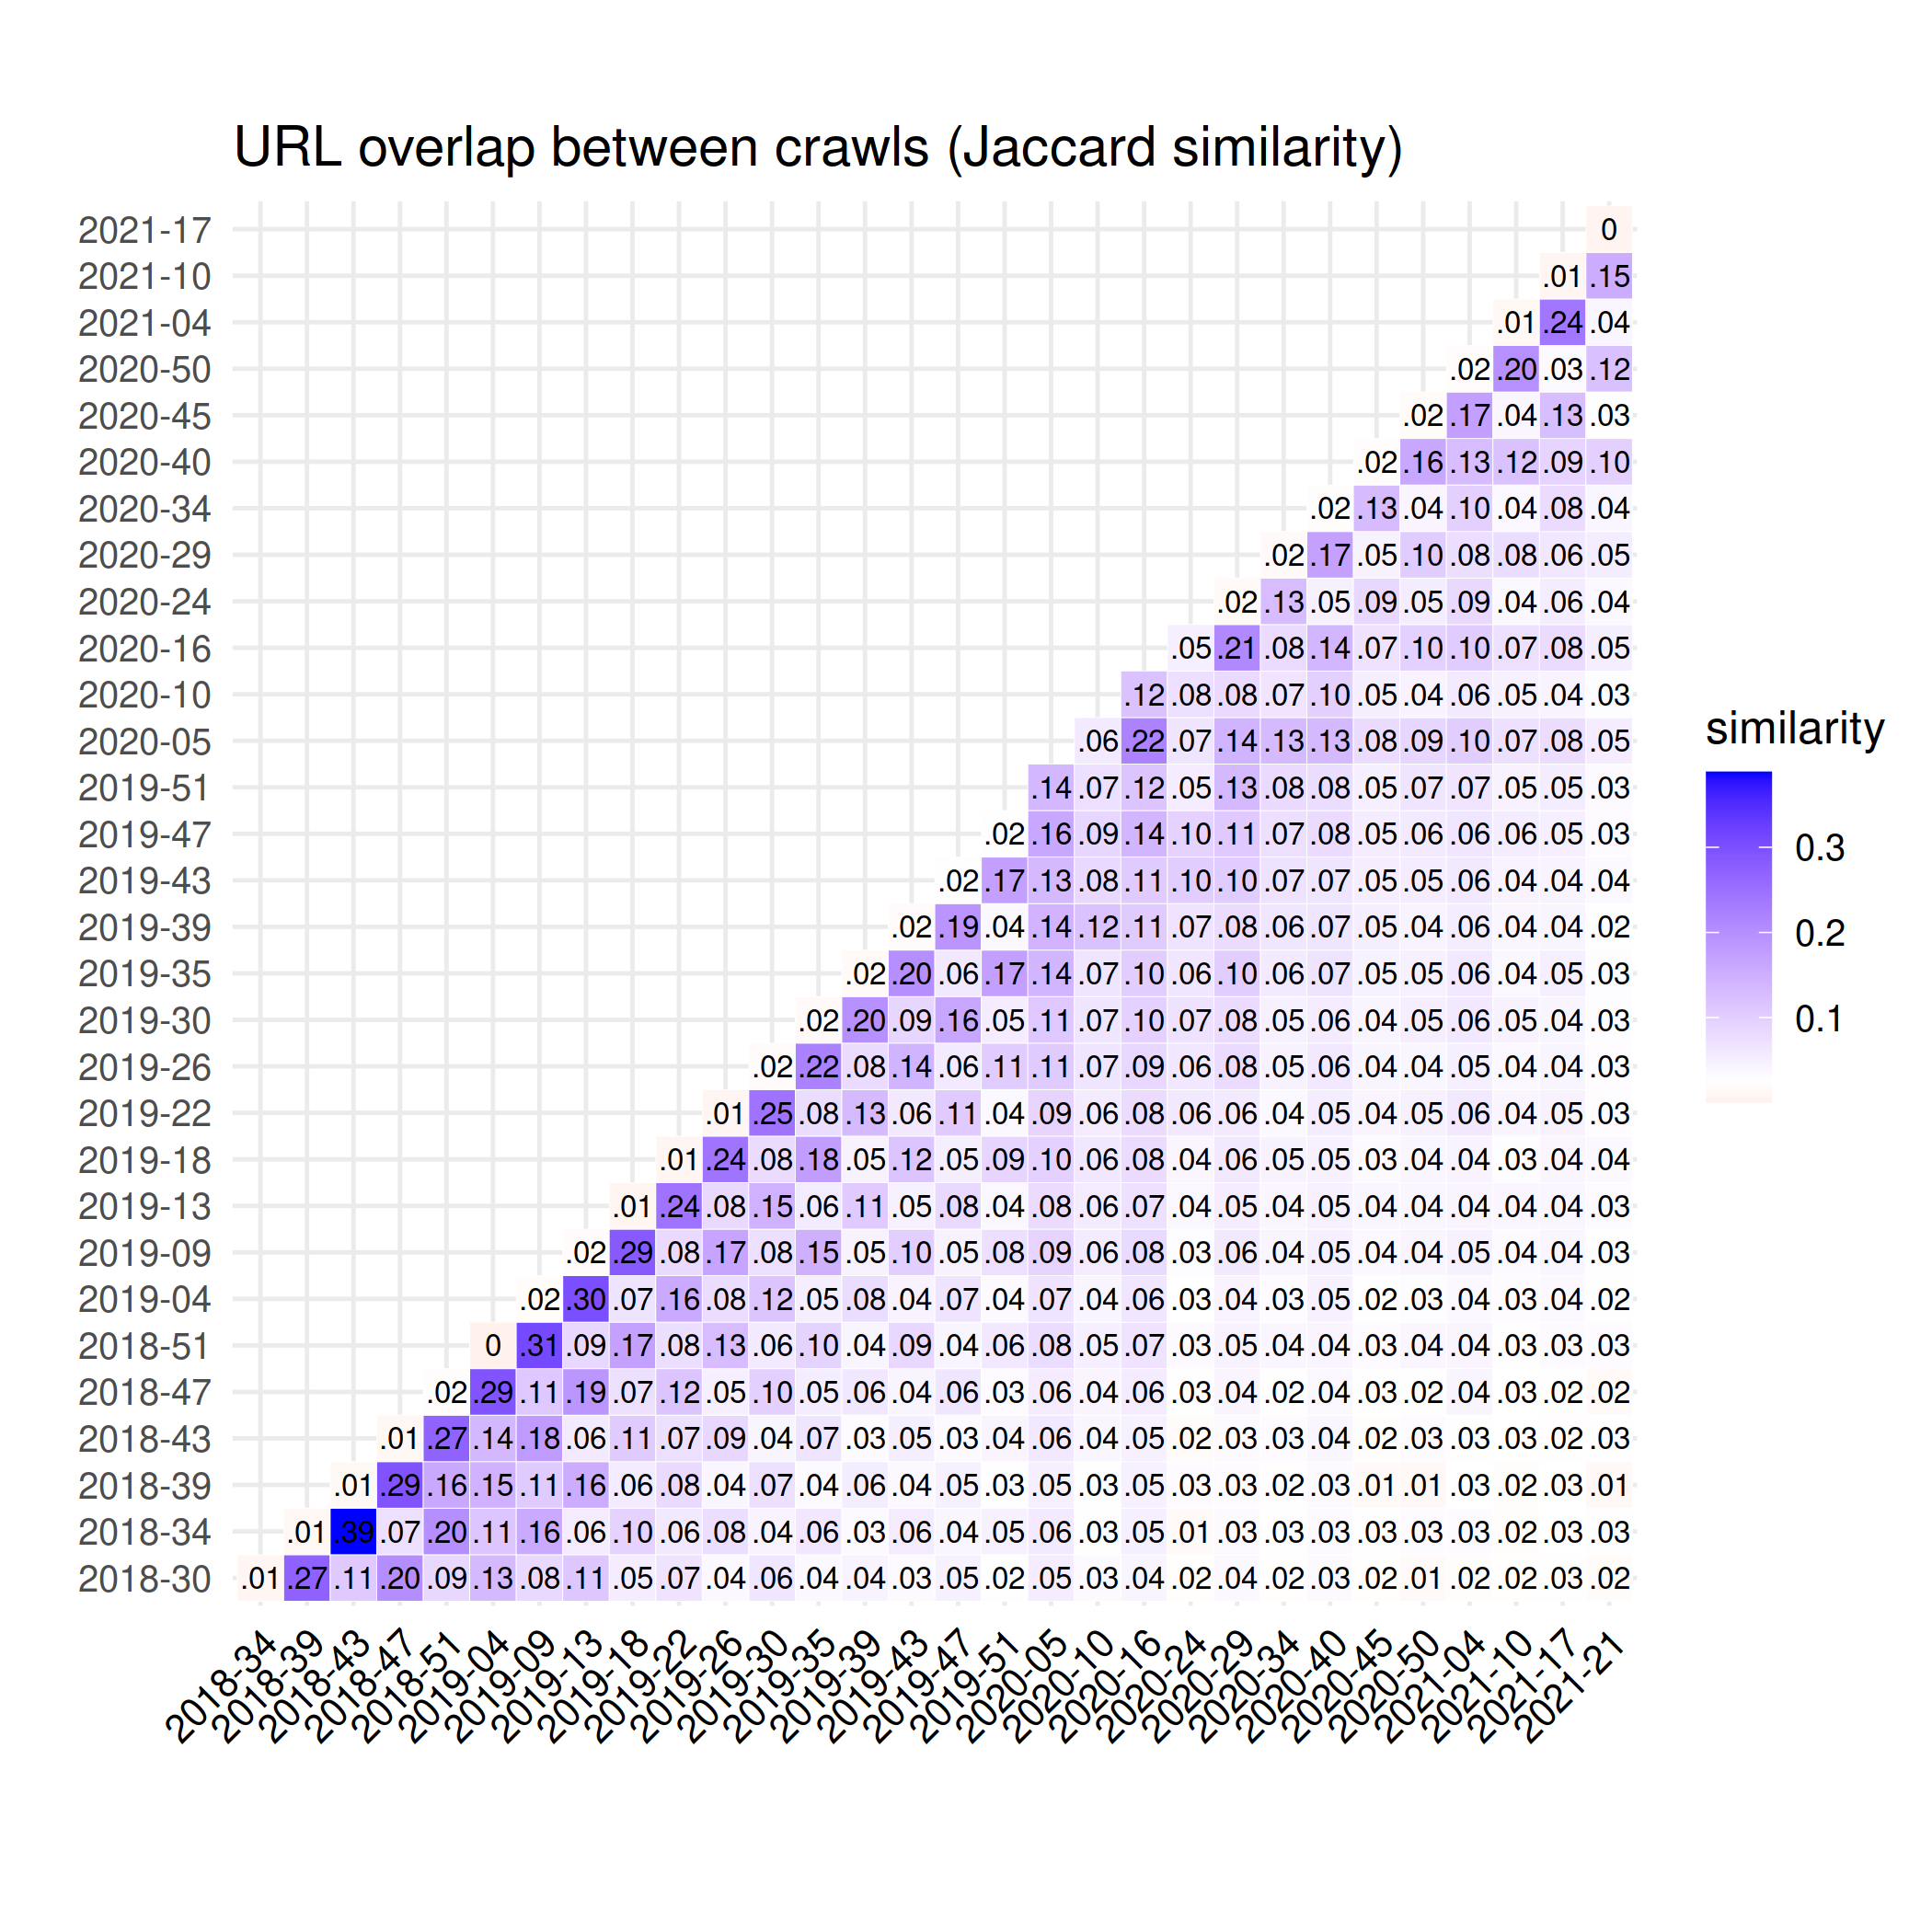 URL overlap between crawls (Jaccard similarity)
2021-17 0
2021-10 .01 .15
2021-04 .01 .24 .04
2020-50 .02 .20 .03 .12
2020-45 .02 .17 .04 .13 .03
2020-40 .02 .16 .13 .12 .09 .10
2020-34 .02 .13 .04 .10 .04 .08 .04
2020-29 .02 .17 .05 .10 .08 .08 .06 .05
2020-24 .02 .13 .05 .09 .05 .09 .04 .06 .04
2020-16 .05 .21 .08 .14 .07 .10 .10 .07 .08 .05
2020-10 .12 .08 .08 .07 .10 .05 .04 .06 .05 .04 .03
2020-05 .06 .22 .07 .14 .13 .13 .08 .09 .10 .07 .08 .05
2019-51 .14 .07 .12 .05 .13 .08 .08 .05 .07 .07 .05 .05 .03
2019-47 .02 .16 .09 .14 .10 .11 .07 .08 .05 .06 .06 .06 .05 .03
2019-43 .02 .17 .13 .08 .11 .10 .10 .07 .07 .05 .05 .06 .04 .04 .04
2019-39 .02 .19 .04 .14 .12 .11 .07 .08 .06 .07 .05 .04 .06 .04 .04 .02
2019-35 .02 .20 .06 .17 .14 .07 .10 .06 .10 .06 .07 .05 .05 .06 .04 .05 .03
2019-30 .02 .20 .09 .16 .05 .11 .07 .10 .07 .08 .05 .06 .04 .05 .06 .05 .04 .03
2019-26 .02 .22 .08 .14 .06 .11 .11 .07 .09 .06 .08 .05 .06 .04 .04 .05 .04 .04 .03
2019-22 .01 .25 .08 .13 .06 .11 .04 .09 .06 .08 .06 .06 .04 .05 .04 .05 .06 .04 .05 .03
2019-18 .01 .24 .08 .18 .05 .12 .05 .09 .10 .06 .08 .04 .06 .05 .05 .03 .04 .04 .03 .04 .04
2019-13 .01 .24 .08 .15 .06 .11 .05 .08 .04 .08 .06 .07 .04 .05 .04 .05 .04 .04 .04 .04 .04 .03
2019-09 .02 .29 .08 .17 .08 .15 .05 .10 .05 .08 .09 .06 .08 .03 .06 .04 .05 .04 .04 .05 .04 .04 .03
2019-04 .02 .30 .07 .16 .08 .12 .05 .08 .04 .07 .04 .07 .04 .06 .03 .04 .03 .05 .02 .03 .04 .03 .04 .02
2018-51 0 .31 .09 .17 .08 .13 .06 .10 .04 .09 .04 .06 .08 .05 .07 .03 .05 .04 .04 .03 .04 .04 .03 .03 .03
2018-47 .02 .29 .11 .19 .07 .12 .05 .10 .05 .06 .04 .06 .03 .06 .04 .06 .03 .04 .02 .04 .03 .02 .04 .03 .02 .02
2018-43 .01 .27 .14 .18 .06 .11 .07 .09 .04 .07 .03 .05 .03 .04 .06 .04 .05 .02 .03 .03 .04 .02 .03 .03 .03 .02 .03
2018-39 .01 .29 .16 .15 .11 .16 .06 .08 .04 .07 .04 .06 .04 .05 .03 .05 .03 .05 .03 .03 .02 .03 .01 .01 .03 .02 .03 .01
2018-34 .01 .39 .07 .20 .11 .16 .06 .10 .06 .08 .04 .06 .03 .06 .04 .05 .06 .03 .05 .01 .03 .03 .03 .03 .03 .03 .02 .03 .03
2018-30 .01 .27 .11 .20 .09 .13 .08 .11 .05 .07 .04 .06 .04 .04 .03 .05 .02 .05 .03 .04 .02 .04 .02 .03 .02 .01 .02 .02 .03 .02
2018-34 2018-39 2018-43 2018-47 2018-51 2019-04 2019-09 2019-13 2019-18 2019-22 2019-26 2019-30 2019-35 2019-39 2019-43 2019-47 2019-51 2020-05 2020-10 2020-16 2020-24 2020-29 2020-34 2020-40 2020-45 2020-50 2021-04 2021-10 2021-17 2021-21
similarity
0.3
0.2
0.1